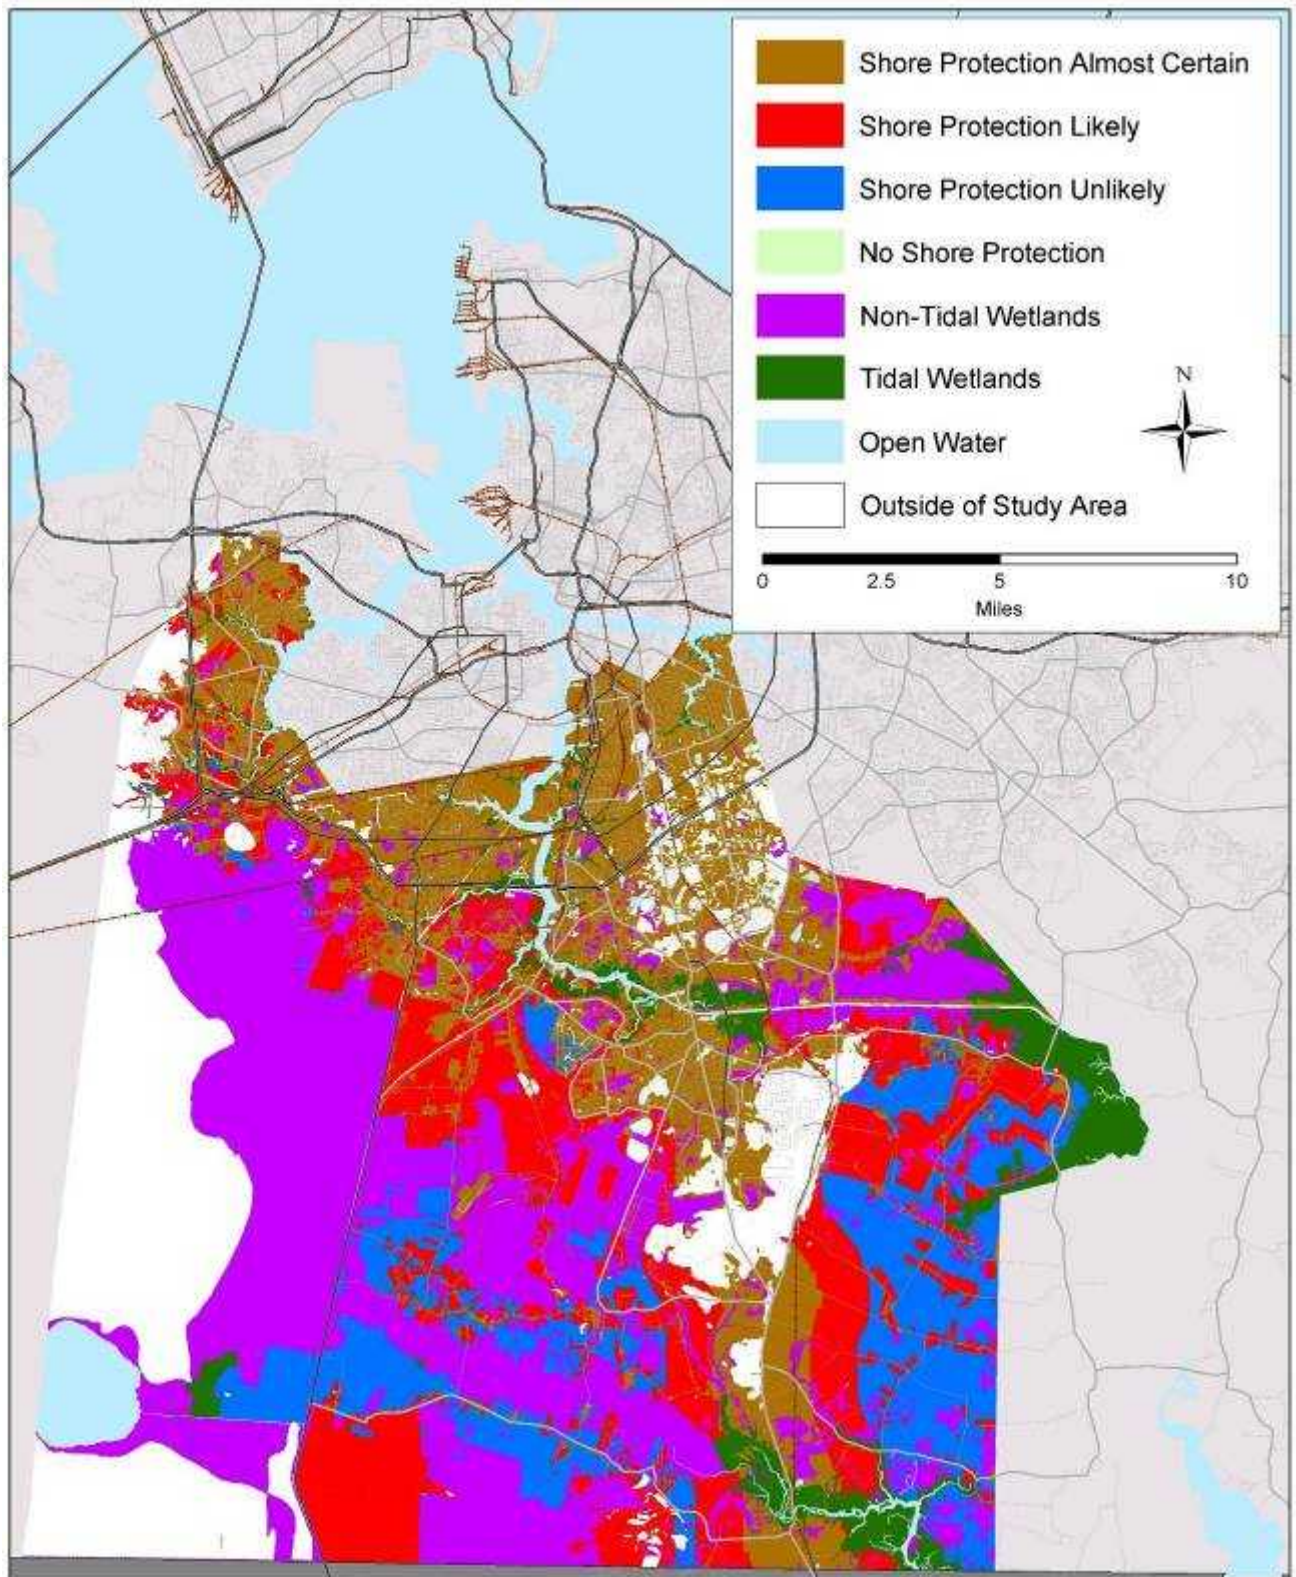 Shore Protection Almost Certain
Shore Protection Likely
Shore Protection Unlikely
No Shore Protection
Non-Tidal Wetlands
Tidal Wetlands
Open Water
Outside of Study Area
N
0 2.5 5 10
Miles